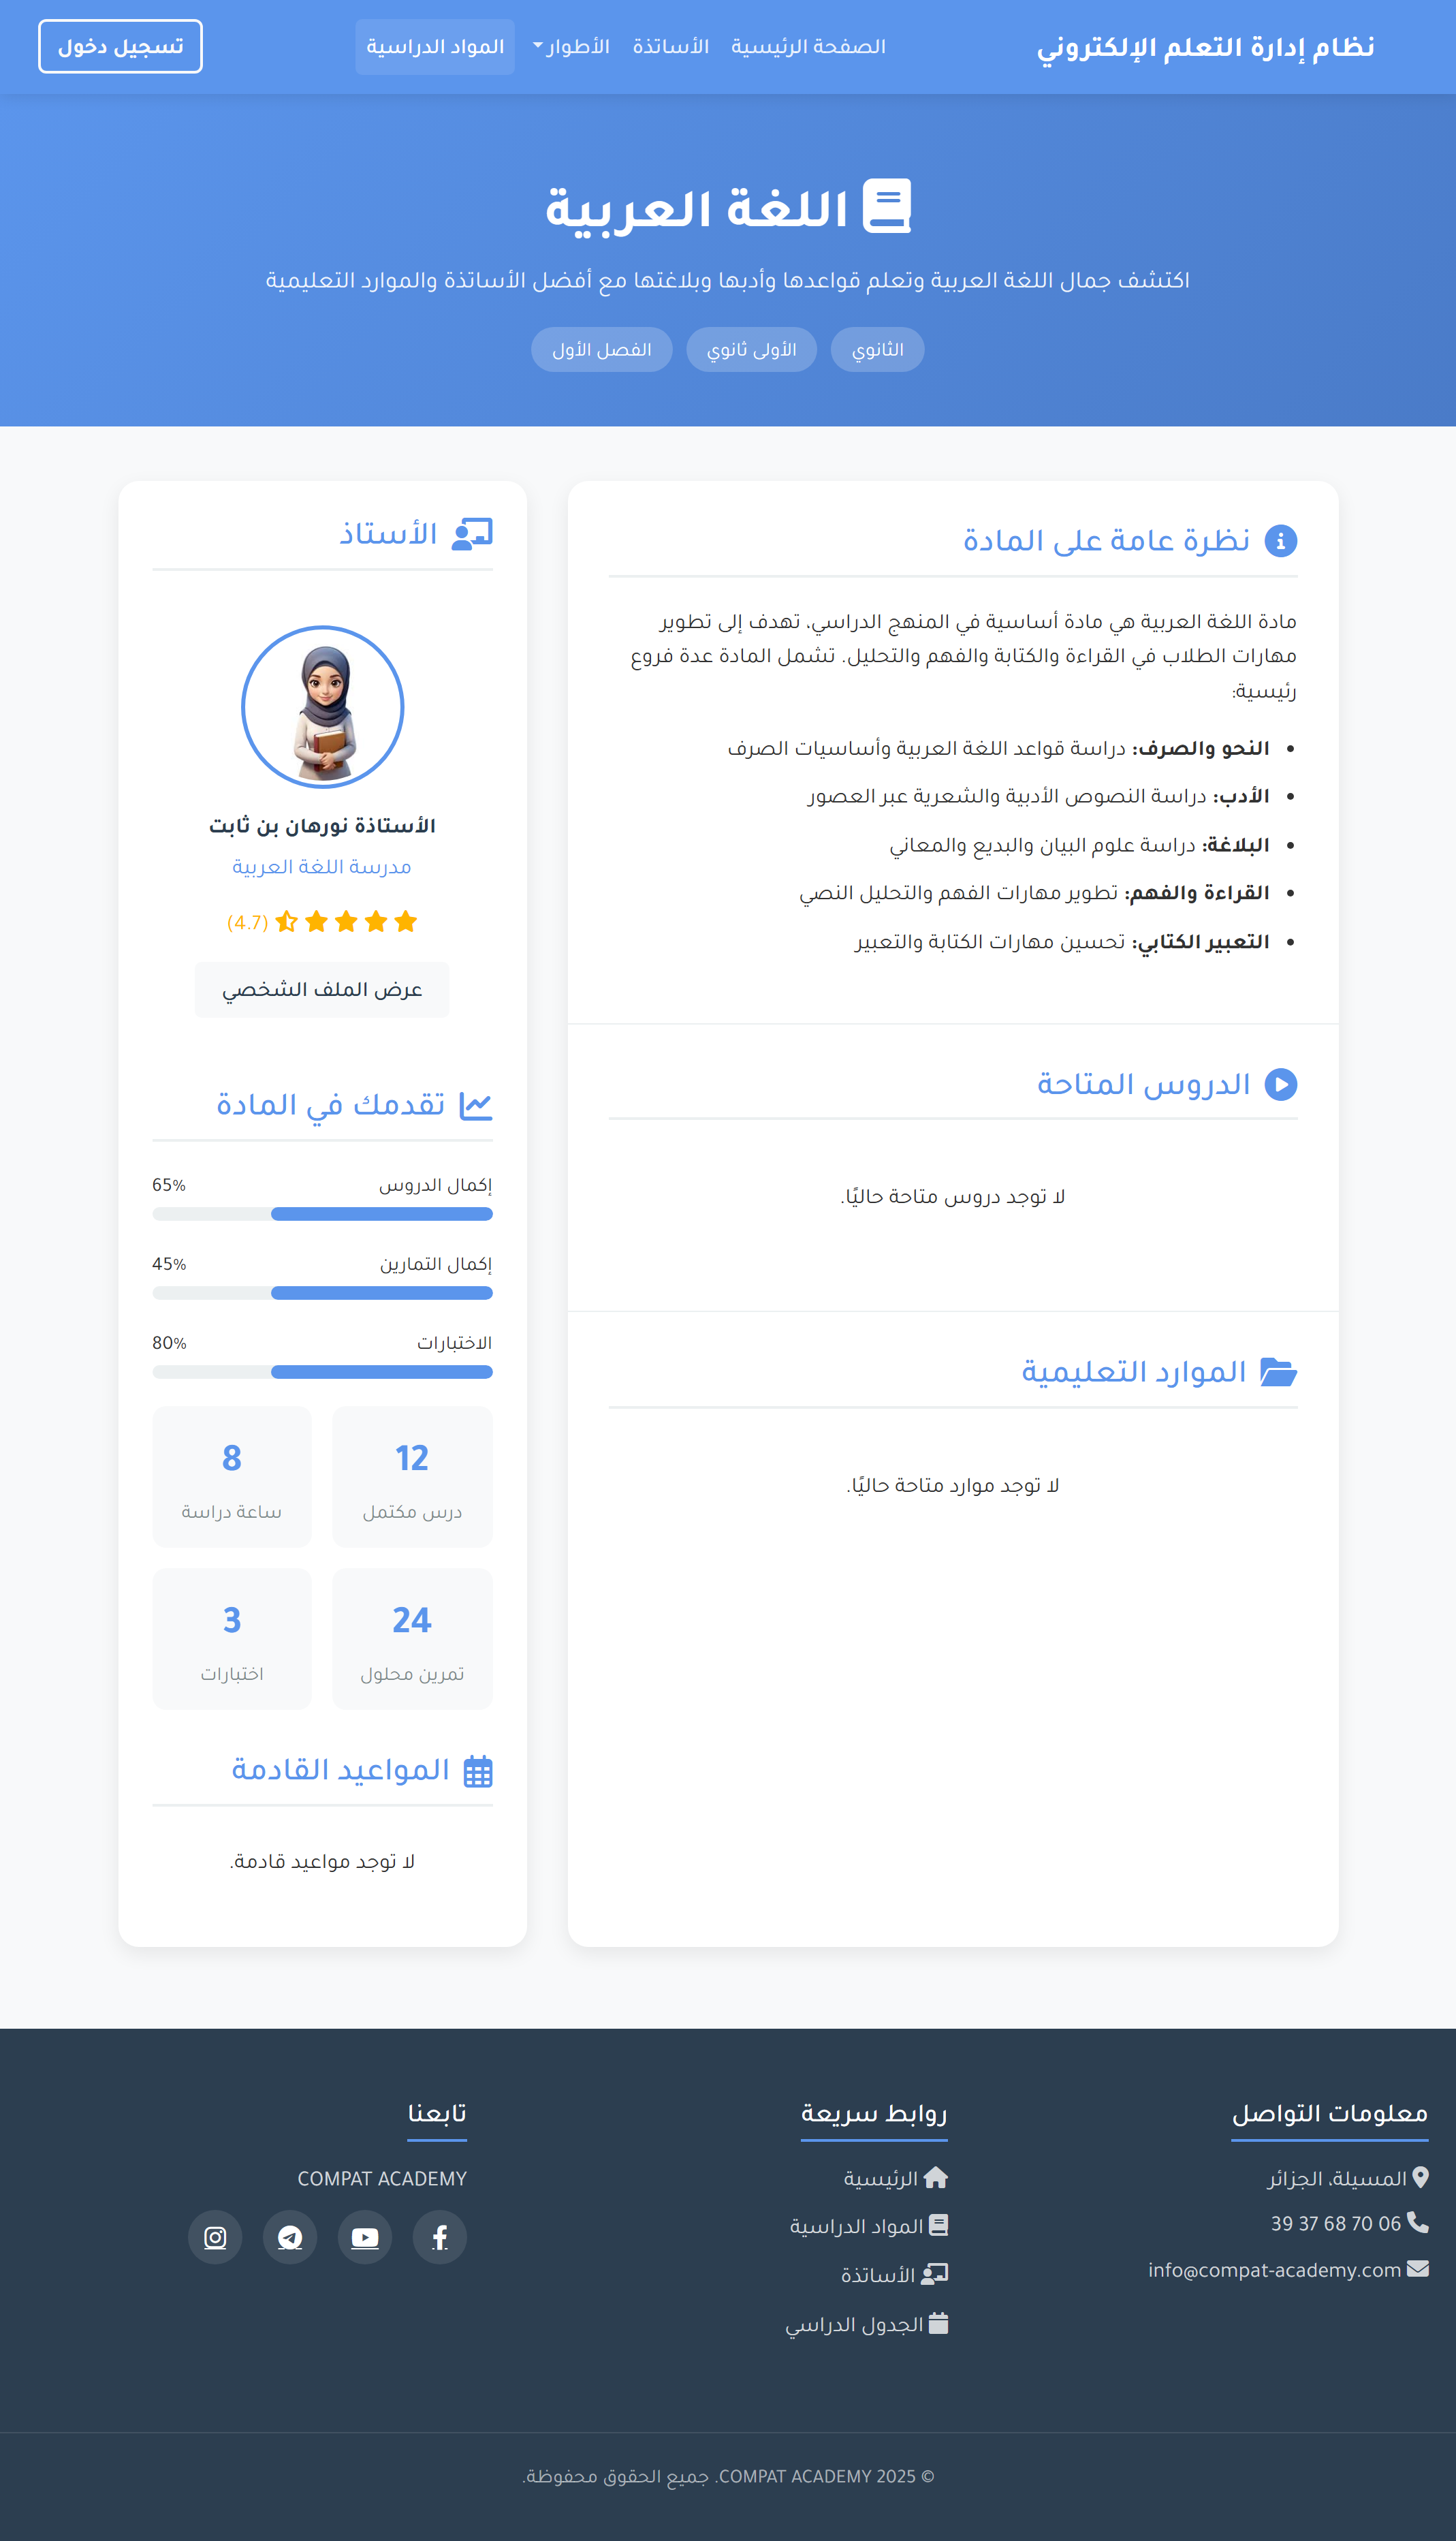 نظام إدارة التعلم الإلكتروني
الصفحة الرئيسية
الأساتذة
الأطوار
المواد الدراسية
تسجيل دخول
اللغة العربية
اكتشف جمال اللغة العربية وتعلم قواعدها وأدبها وبلاغتها مع أفضل الأساتذة والموارد التعليمية
الثانوي
الأولى ثانوي
الفصل الأول
نظرة عامة على المادة
مادة اللغة العربية هي مادة أساسية في المنهج الدراسي، تهدف إلى تطوير
مهارات الطلاب في القراءة والكتابة والفهم والتحليل. تشمل المادة عدة فروع
رئيسية:
• النحو والصرف: دراسة قواعد اللغة العربية وأساسيات الصرف
• الأدب: دراسة النصوص الأدبية والشعرية عبر العصور
• البلاغة: دراسة علوم البيان والبديع والمعاني
• القراءة والفهم: تطوير مهارات الفهم والتحليل النصي
• التعبير الكتابي: تحسين مهارات الكتابة والتعبير
الدروس المتاحة
لا توجد دروس متاحة حاليًا.
الموارد التعليمية
لا توجد موارد متاحة حاليًا.
الأستاذ
الأستاذة نورهان بن ثابت
مدرسة اللغة العربية
(4.7)
عرض الملف الشخصي
تقدمك في المادة
إكمال الدروس 65%
إكمال التمارين 45%
الاختبارات 80%
12
درس مكتمل
8
ساعة دراسة
24
تمرين محلول
3
اختبارات
المواعيد القادمة
لا توجد مواعيد قادمة.
معلومات التواصل
المسيلة، الجزائر
39 37 68 70 06
info@compat-academy.com
روابط سريعة
الرئيسية
المواد الدراسية
الأساتذة
الجدول الدراسي
تابعنا
COMPAT ACADEMY
© 2025 COMPAT ACADEMY. جميع الحقوق محفوظة.